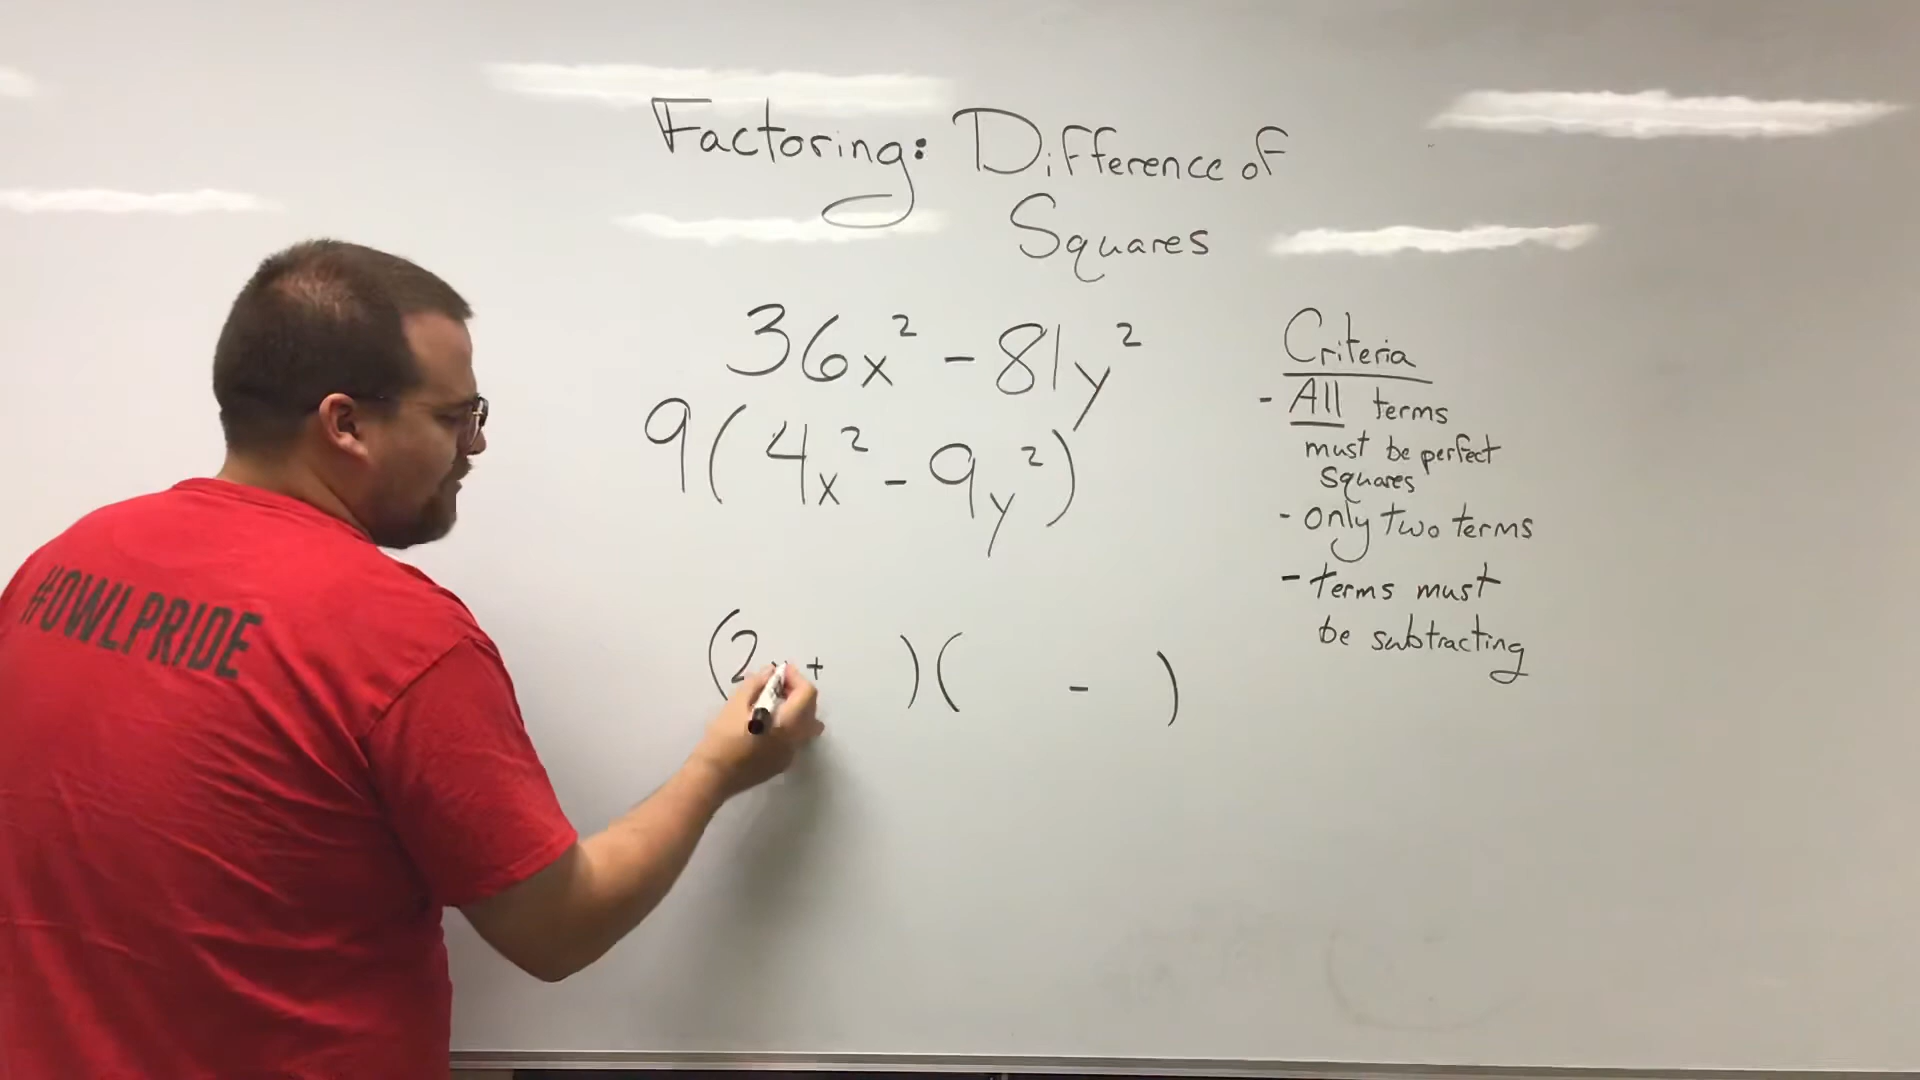 Factoring: Difference of
Squares
36x² - 81y²
9(4x² - 9y²)
(2x + )( - )
Criteria
- All terms
must be perfect
squares
- only two terms
- terms must
be subtracting
#OWLPRIDE